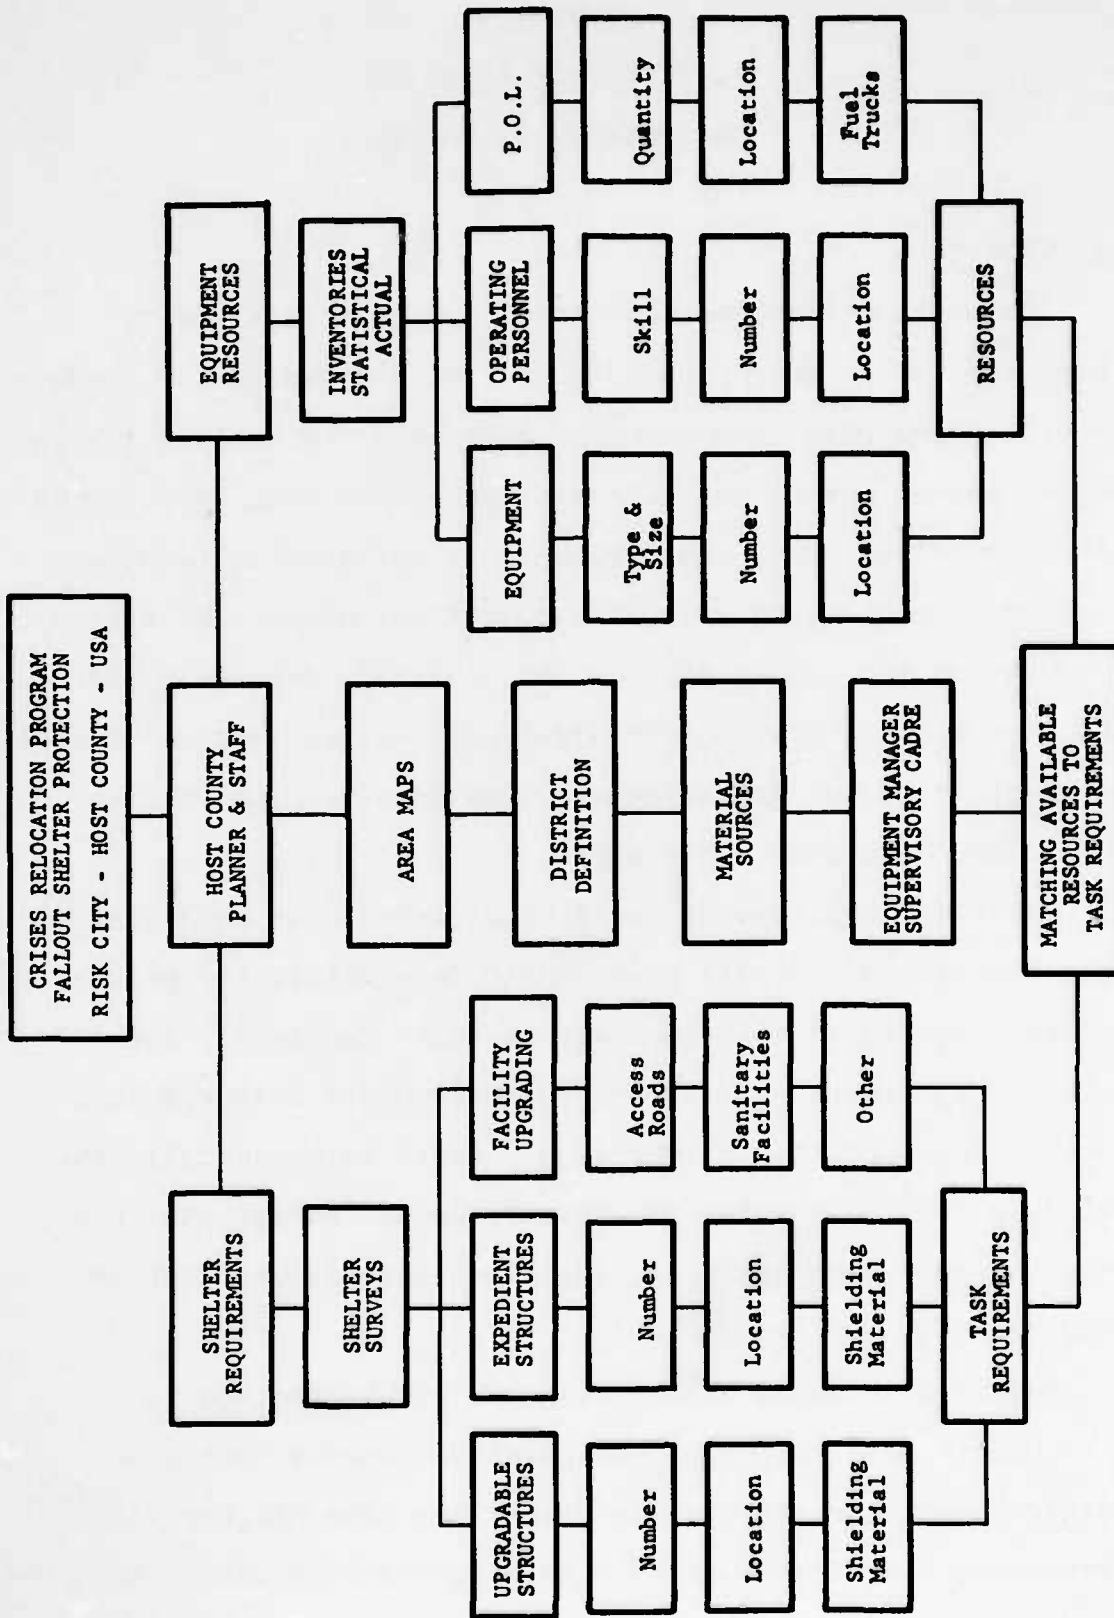 CRISES RELOCATION PROGRAM
FALLOUT SHELTER PROTECTION
RISK CITY - HOST COUNTY - USA
SHELTER
REQUIREMENTS
HOST COUNTY
PLANNER & STAFF
EQUIPMENT
RESOURCES
SHELTER
SURVEYS
AREA MAPS
INVENTORIES
STATISTICAL
ACTUAL
UPGRADABLE
STRUCTURES
EXPEDIENT
STRUCTURES
FACILITY
UPGRADING
DISTRICT
DEFINITION
EQUIPMENT
OPERATING
PERSONNEL
P.O.L.
Number
Number
Access
Roads
Type &
Size
Skill
Quantity
Location
Location
Sanitary
Facilities
MATERIAL
SOURCES
Number
Number
Location
Shielding
Material
Shielding
Material
Other
EQUIPMENT MANAGER
SUPERVISORY CADRE
Location
Location
Fuel
Trucks
TASK
REQUIREMENTS
RESOURCES
MATCHING AVAILABLE
RESOURCES TO
TASK REQUIREMENTS